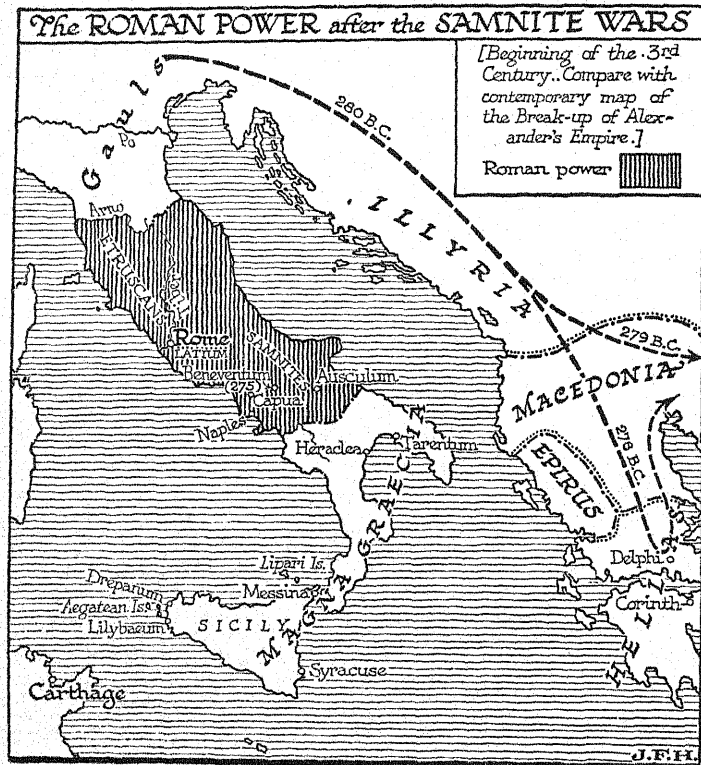 The ROMAN POWER after the SAMNITE WARS
[Beginning of the 3rd
Century..Compare with
contemporary map of
the Break-up of Alex-
ander's Empire.]
Roman power
Gauls
Po
280 B.C.
Arno
ILLYRIA
ETRUSCANS
Rome
LATIUM
SAMNITES
279 B.C.
Beneventum
(275)
Ausculum
Capua
MACEDONIA
Naples
Heraclea
Tarentum
EPIRUS
278 B.C.
MAGNA GRAECIA
Delphi
Lipari Is.
Messina
Drepanum
Aegatean Is.
Lilybaeum
SICILY
Corinth
HELLAS
Syracuse
Carthage
J.F.H.